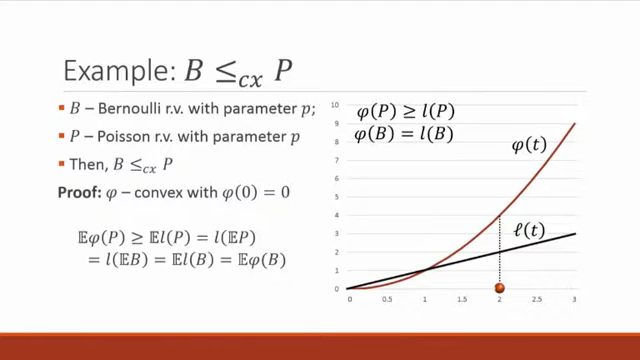 Example: B ≤cx P
▪ B – Bernoulli r.v. with parameter p;
▪ P – Poisson r.v. with parameter p
▪ Then, B ≤cx P
Proof: φ – convex with φ(0) = 0
𝔼φ(P) ≥ 𝔼l(P) = l(𝔼P)
= l(𝔼B) = 𝔼l(B) = 𝔼φ(B)
φ(P) ≥ l(P)
φ(B) = l(B)
φ(t)
ℓ(t)
10
9
8
7
6
5
4
3
2
1
0
0 0.5 1 1.5 2 2.5 3